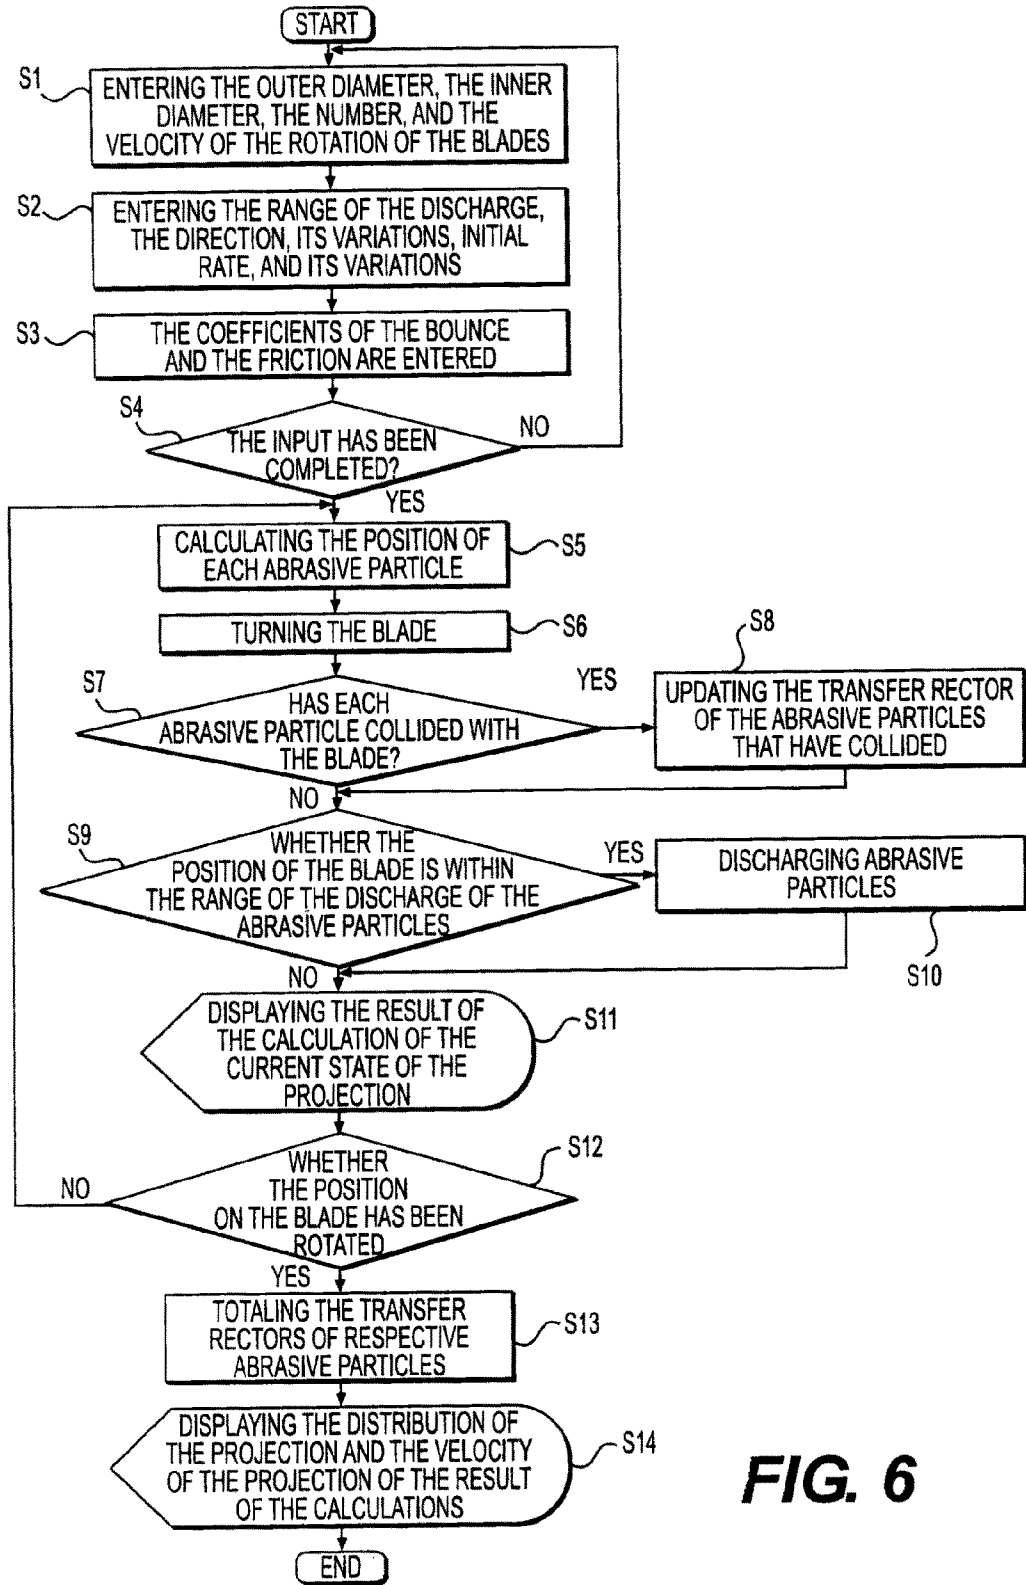 START
S1
ENTERING THE OUTER DIAMETER, THE INNER
DIAMETER, THE NUMBER, AND THE
VELOCITY OF THE ROTATION OF THE BLADES
S2
ENTERING THE RANGE OF THE DISCHARGE,
THE DIRECTION, ITS VARIATIONS, INITIAL
RATE, AND ITS VARIATIONS
S3
THE COEFFICIENTS OF THE BOUNCE
AND THE FRICTION ARE ENTERED
S4
THE INPUT HAS BEEN
COMPLETED?
NO
YES
CALCULATING THE POSITION OF
EACH ABRASIVE PARTICLE
S5
TURNING THE BLADE
S6
S7
HAS EACH
ABRASIVE PARTICLE COLLIDED WITH
THE BLADE?
YES
S8
UPDATING THE TRANSFER RECTOR
OF THE ABRASIVE PARTICLES
THAT HAVE COLLIDED
NO
S9
WHETHER THE
POSITION OF THE BLADE IS WITHIN
THE RANGE OF THE DISCHARGE OF THE
ABRASIVE PARTICLES
YES
DISCHARGING ABRASIVE
PARTICLES
S10
NO
DISPLAYING THE RESULT OF
THE CALCULATION OF THE
CURRENT STATE OF THE
PROJECTION
S11
WHETHER
THE POSITION
ON THE BLADE HAS BEEN
ROTATED
S12
NO
YES
TOTALING THE TRANSFER
RECTORS OF RESPECTIVE
ABRASIVE PARTICLES
S13
DISPLAYING THE DISTRIBUTION OF
THE PROJECTION AND THE VELOCITY
OF THE PROJECTION OF THE RESULT
OF THE CALCULATIONS
S14
END
FIG. 6